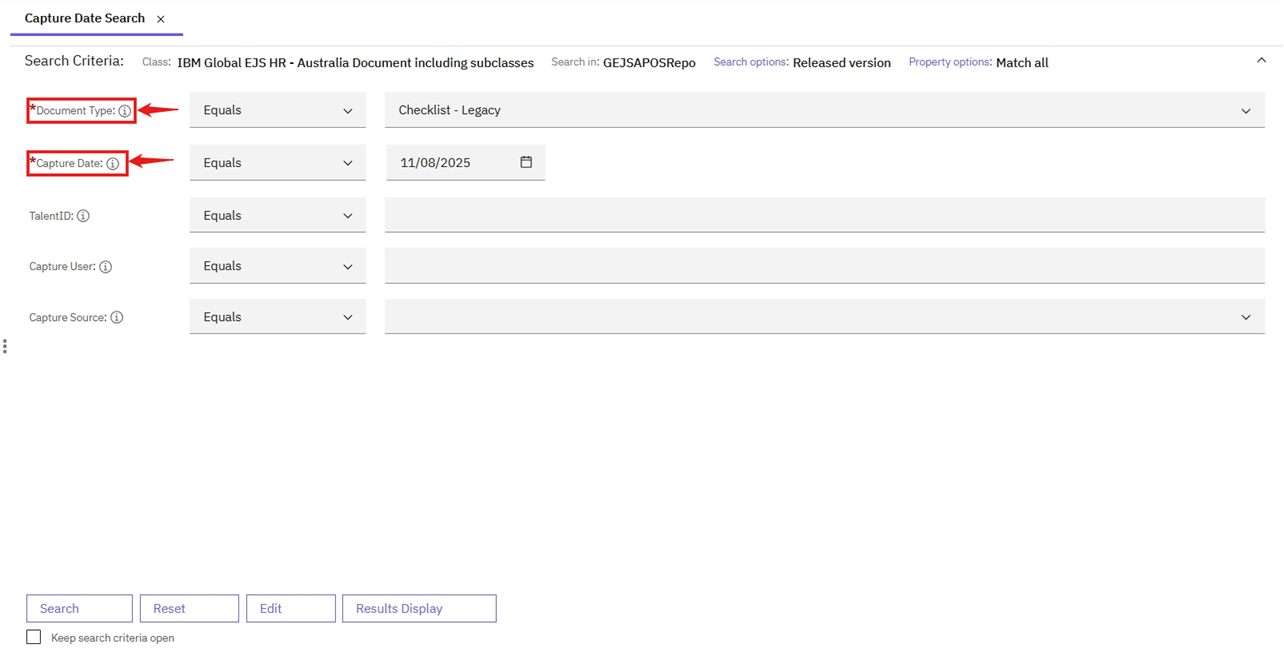 Capture Date Search
Search Criteria: Class: IBM Global EJS HR - Australia Document including subclasses Search in: GEJSAPOSRepo Search options: Released version Property options: Match all
*Document Type: Equals Checklist - Legacy
*Capture Date: Equals 11/08/2025
TalentID: Equals
Capture User: Equals
Capture Source: Equals
Search Reset Edit Results Display
Keep search criteria open